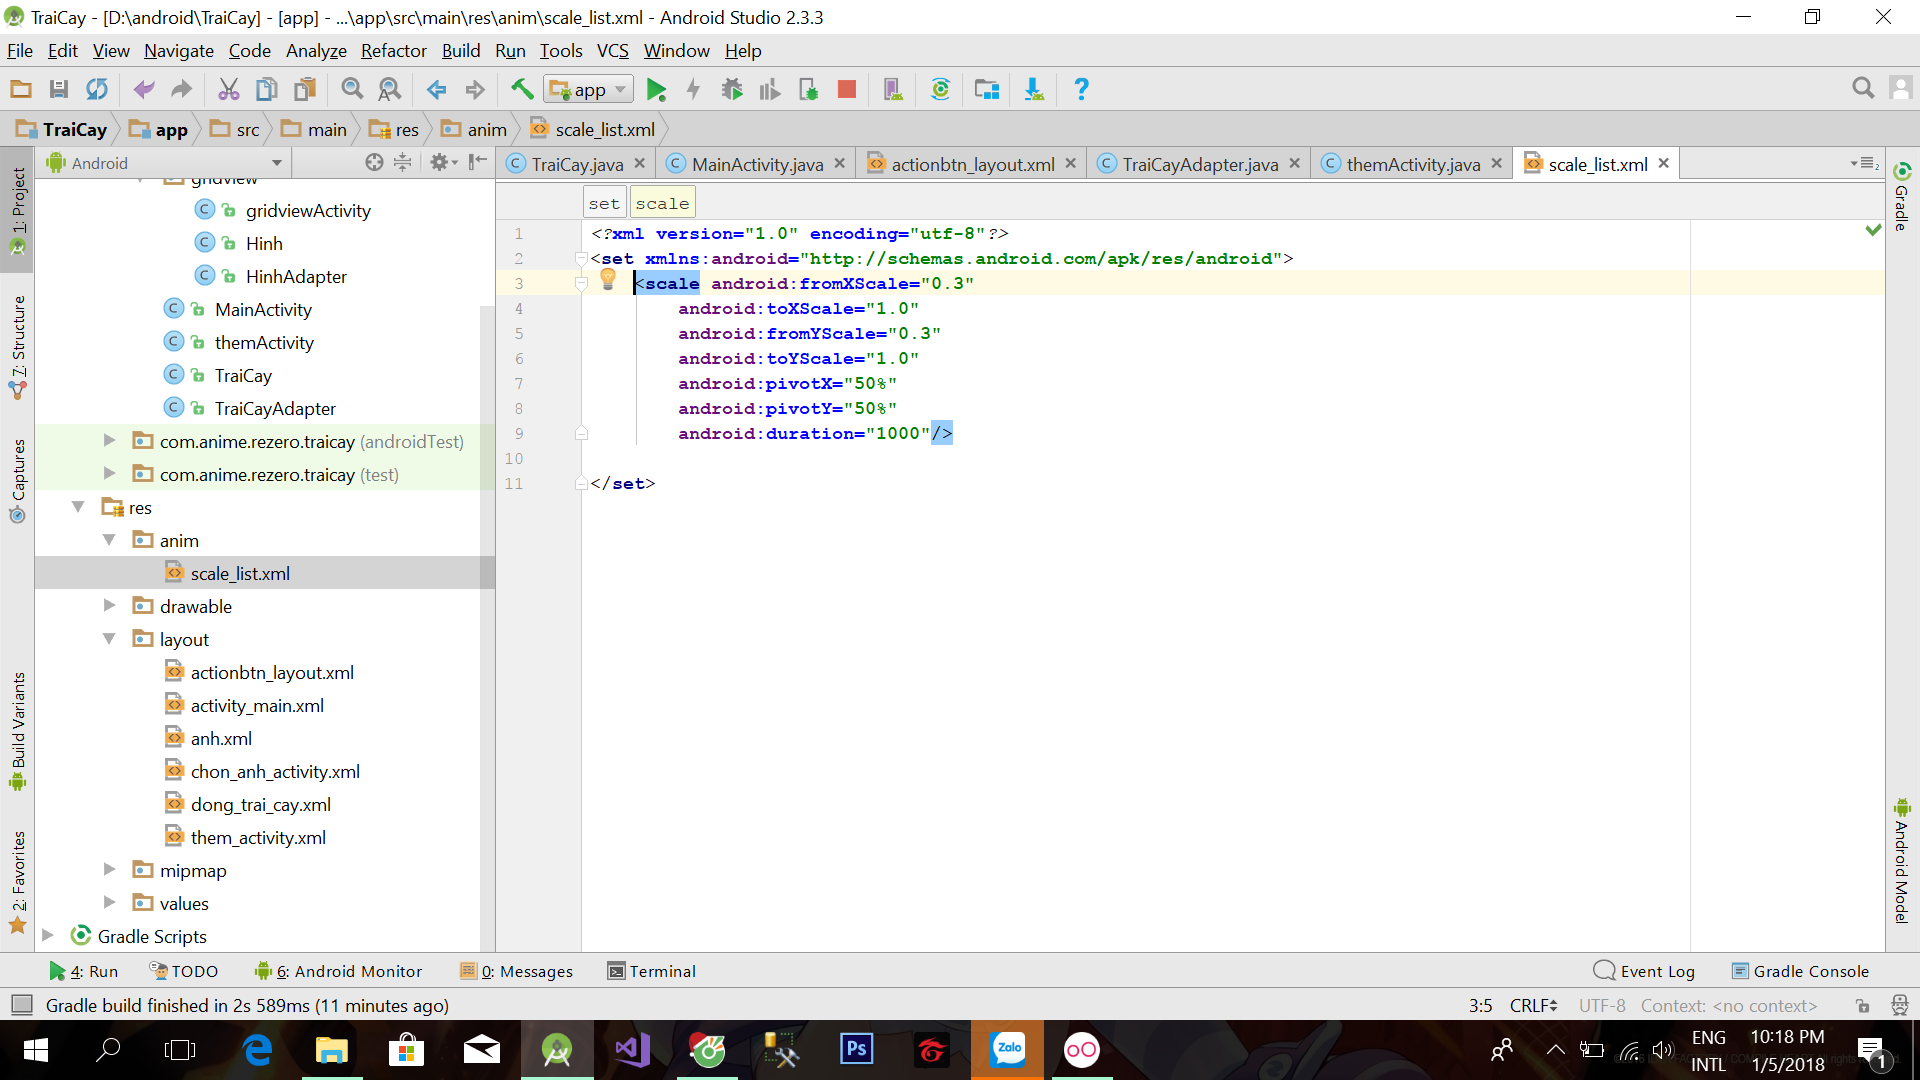 TraiCay - [D:\android\TraiCay] - [app] - ...\app\src\main\res\anim\scale_list.xml - Android Studio 2.3.3
File Edit View Navigate Code Analyze Refactor Build Run Tools VCS Window Help
app
TraiCay app src main res anim scale_list.xml
Android
TraiCay.java MainActivity.java actionbtn_layout.xml TraiCayAdapter.java themActivity.java scale_list.xml
1: Project
7: Structure
Captures
Build Variants
2: Favorites
gridview
gridviewActivity
Hinh
HinhAdapter
MainActivity
themActivity
TraiCay
TraiCayAdapter
com.anime.rezero.traicay (androidTest)
com.anime.rezero.traicay (test)
res
anim
scale_list.xml
drawable
layout
actionbtn_layout.xml
activity_main.xml
anh.xml
chon_anh_activity.xml
dong_trai_cay.xml
them_activity.xml
mipmap
values
Gradle Scripts
set scale
1 <?xml version="1.0" encoding="utf-8"?>
2 <set xmlns:android="http://schemas.android.com/apk/res/android">
3 <scale android:fromXScale="0.3"
4 android:toXScale="1.0"
5 android:fromYScale="0.3"
6 android:toYScale="1.0"
7 android:pivotX="50%"
8 android:pivotY="50%"
9 android:duration="1000"/>
10
11 </set>
Gradle
Android Model
4: Run TODO 6: Android Monitor 0: Messages Terminal Event Log Gradle Console
Gradle build finished in 2s 589ms (11 minutes ago) 3:5 CRLF UTF-8 Context: <no context>
Ps
Zalo
ENG
INTL
10:18 PM
1/5/2018
1